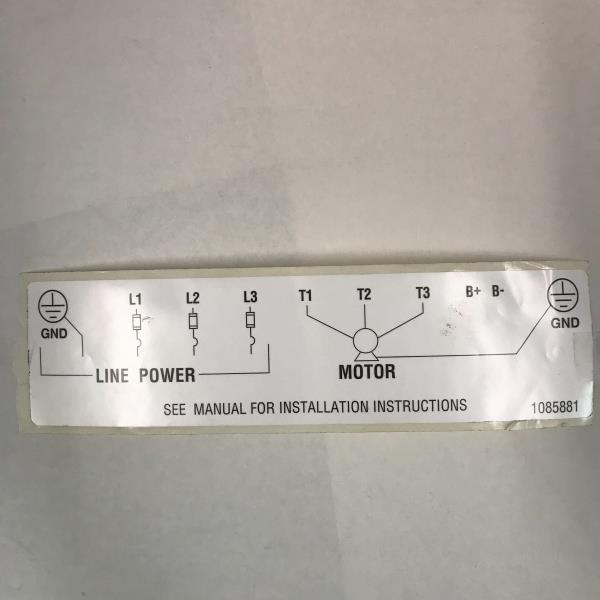 L1 L2 L3 T1 T2 T3 B+ B-
GND GND
LINE POWER MOTOR
SEE MANUAL FOR INSTALLATION INSTRUCTIONS 1085881